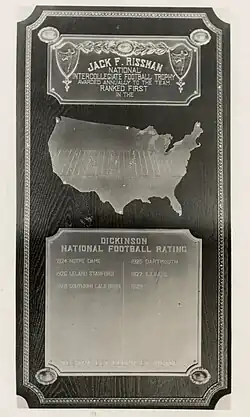 JACK F. RISSMAN
NATIONAL
INTERCOLLEGIATE FOOTBALL TROPHY
AWARDED ANNUALLY TO THE TEAM
RANKED FIRST
IN THE
DICKINSON
NATIONAL FOOTBALL RATING
1924 NOTRE DAME 1925 DARTMOUTH
1926 LELAND STANFORD 1927 ILLINOIS
1928 SOUTHERN CALIFORNIA 1929